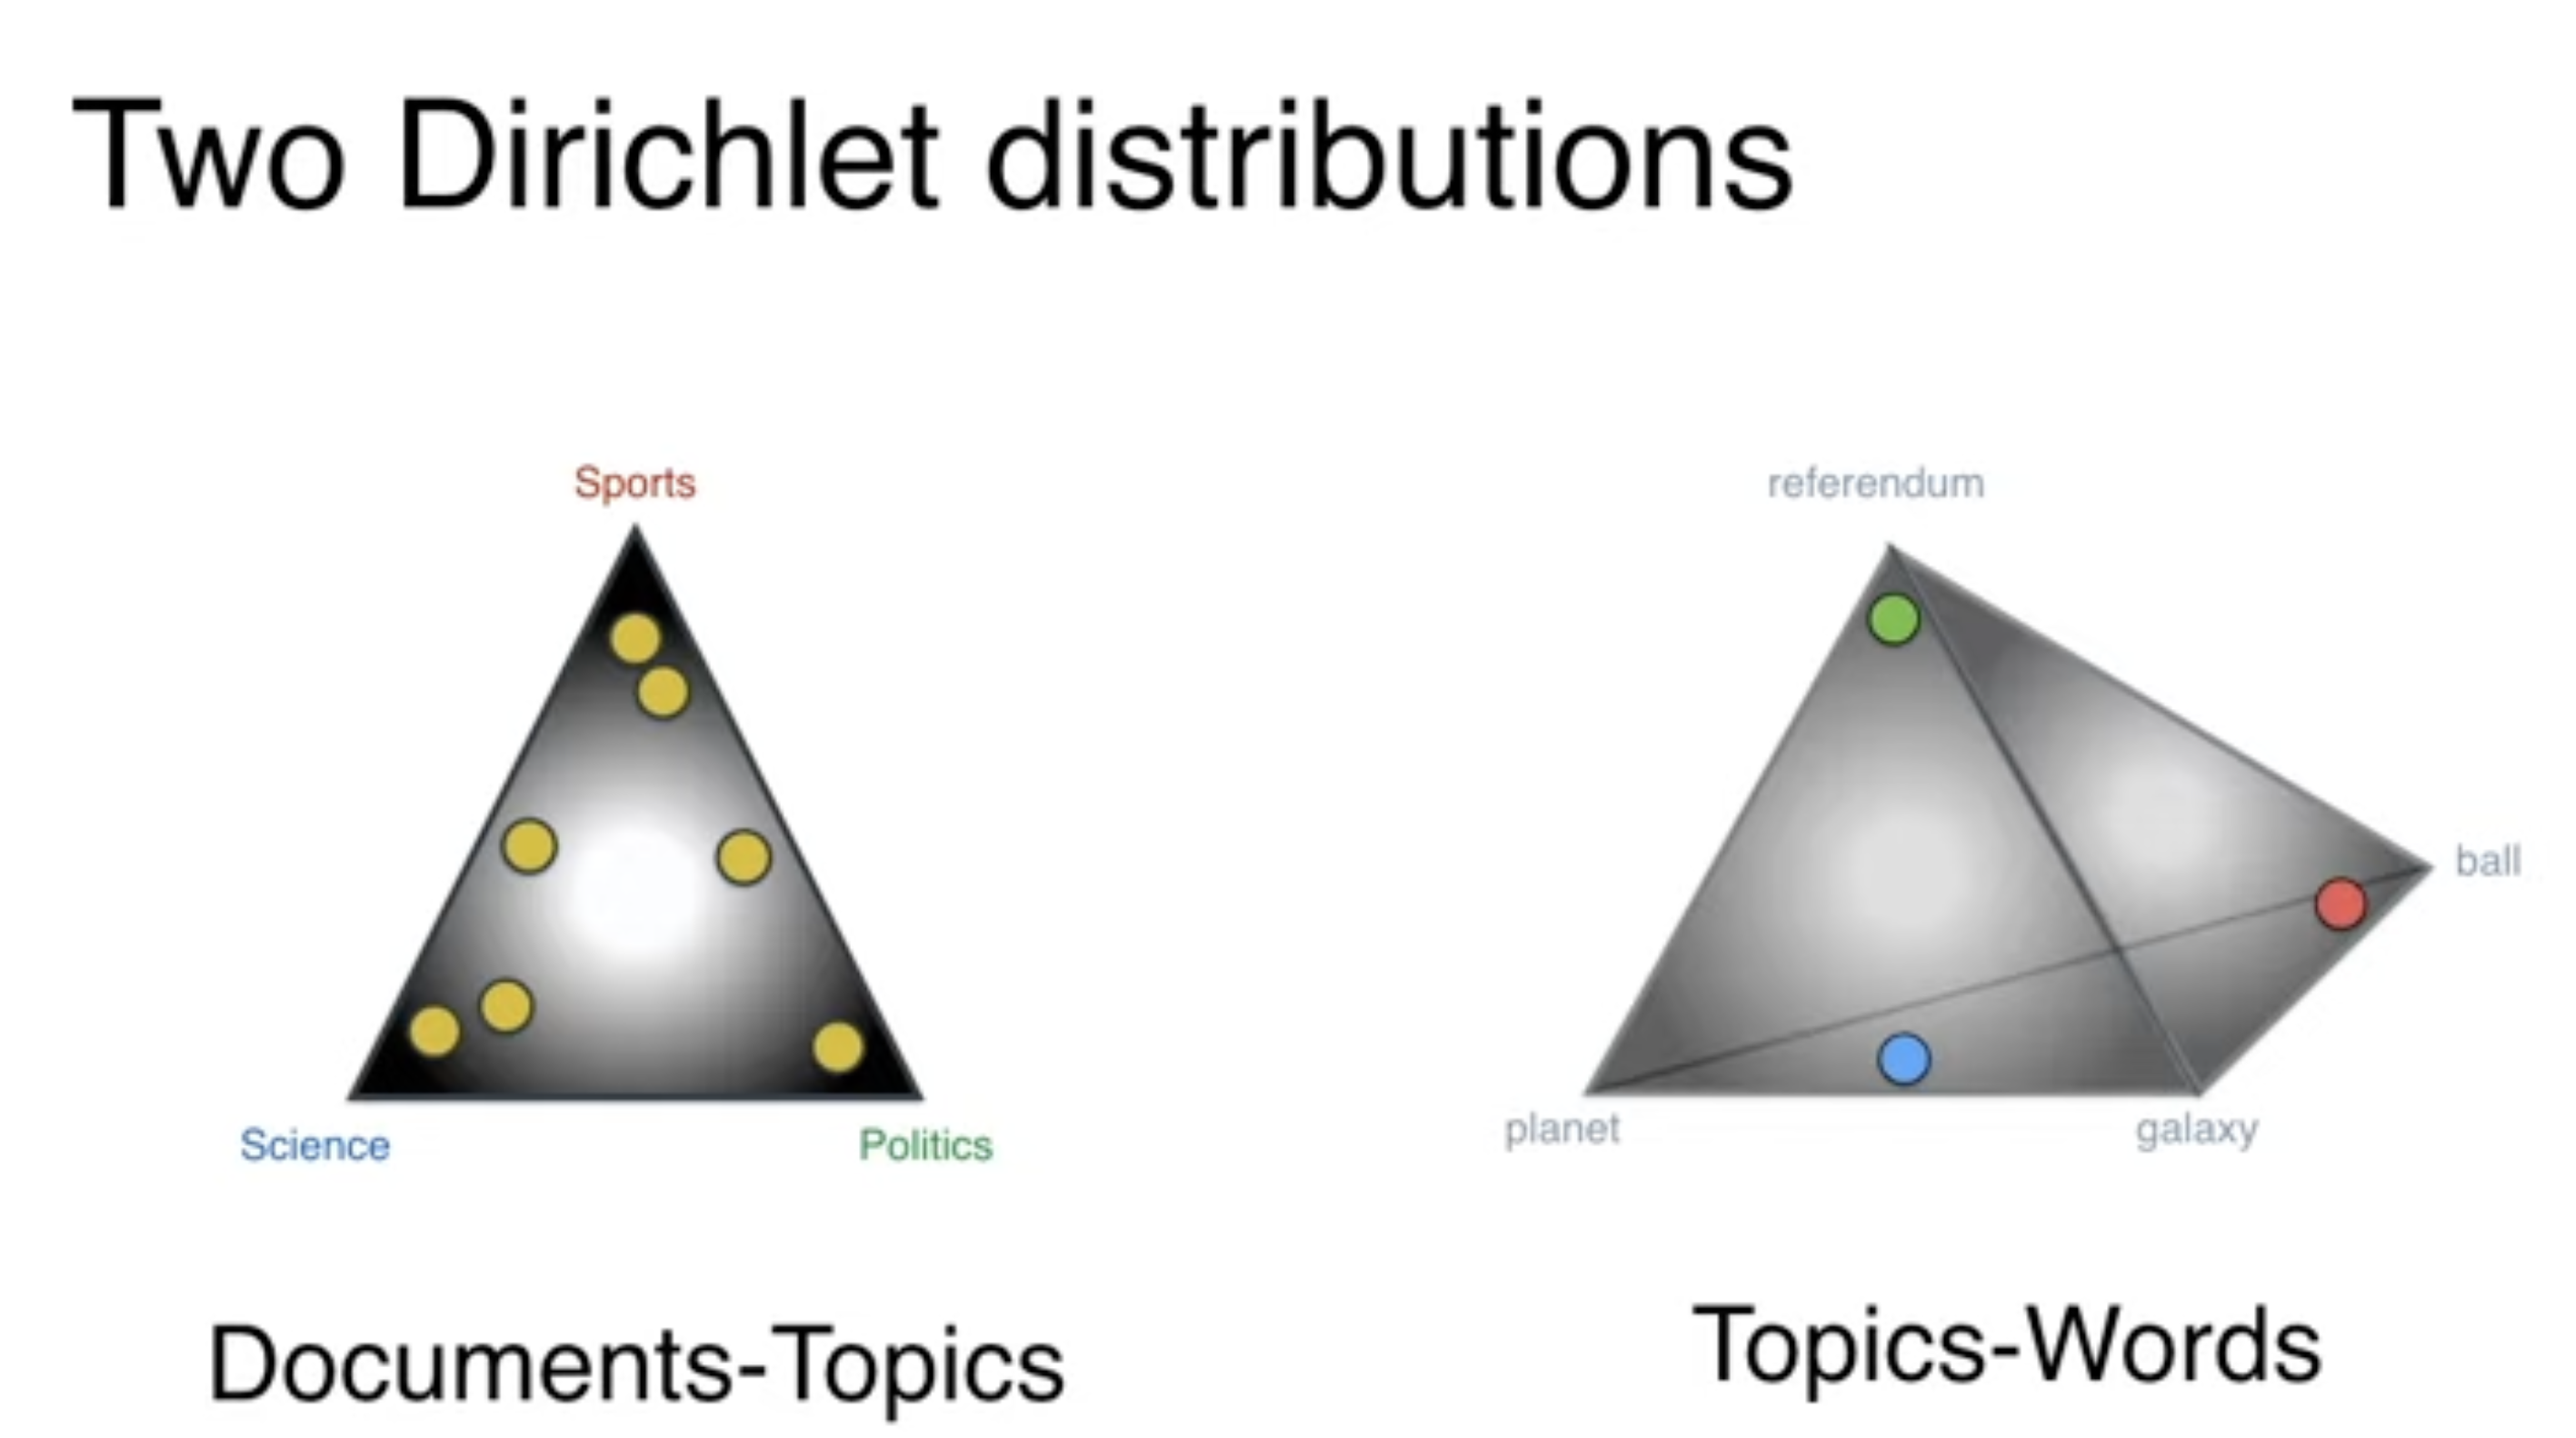 Two Dirichlet distributions
Sports
Science
Politics
Documents-Topics
referendum
ball
planet
galaxy
Topics-Words